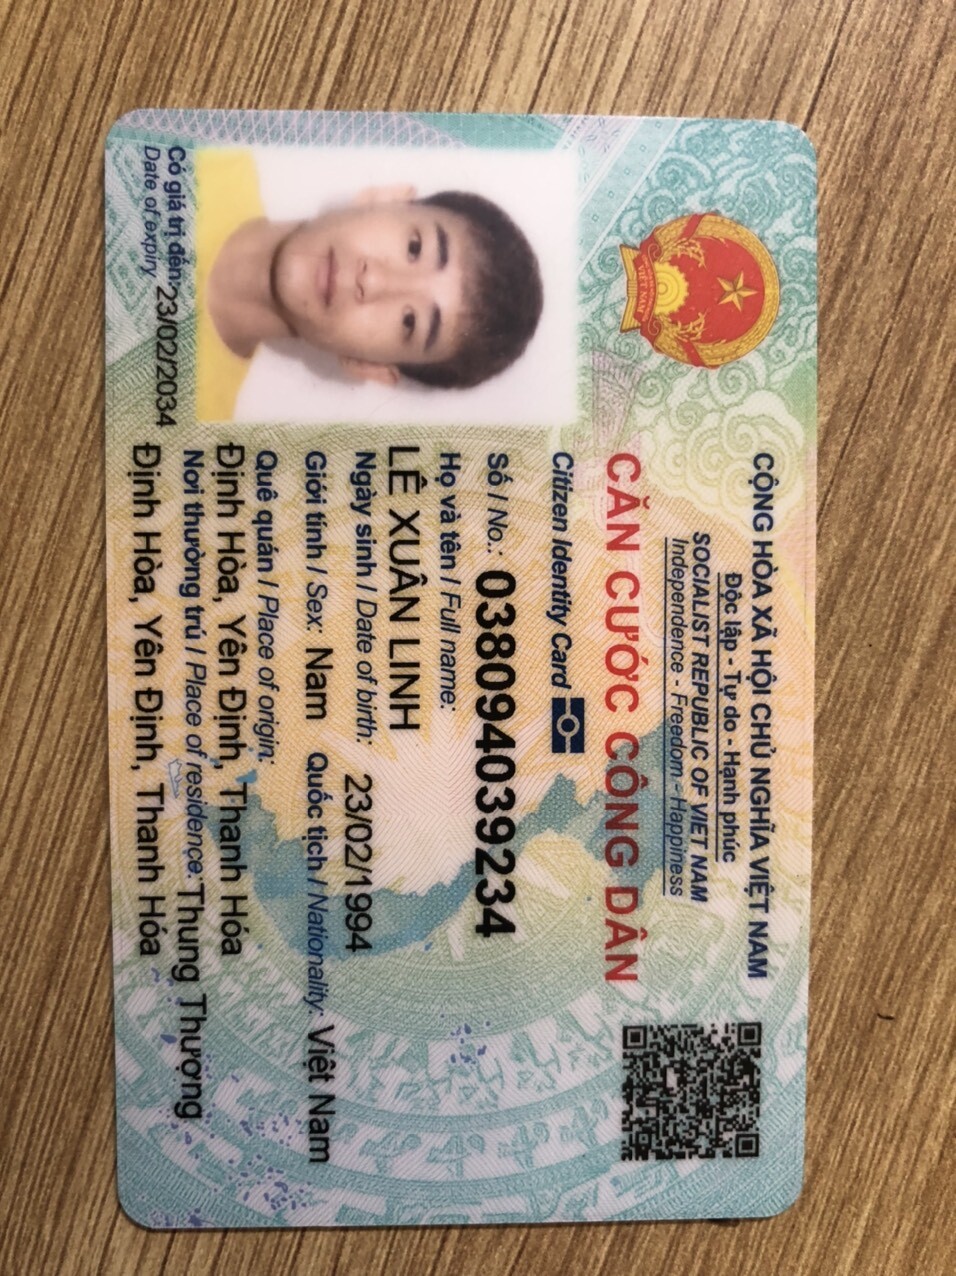 CỘNG HÒA XÃ HỘI CHỦ NGHĨA VIỆT NAM
Độc lập - Tự do - Hạnh phúc
SOCIALIST REPUBLIC OF VIET NAM
Independence - Freedom - Happiness
CĂN CƯỚC CÔNG DÂN
Citizen Identity Card
Số / No.: 038094039234
Họ và tên / Full name:
LÊ XUÂN LINH
Ngày sinh / Date of birth: 23/02/1994
Giới tính / Sex: Nam Quốc tịch / Nationality: Việt Nam
Quê quán / Place of origin:
Định Hòa, Yên Định, Thanh Hóa
Nơi thường trú / Place of residence: Thung Thượng
Định Hòa, Yên Định, Thanh Hóa
Có giá trị đến: 23/02/2034
Date of expiry
VIỆT NAM